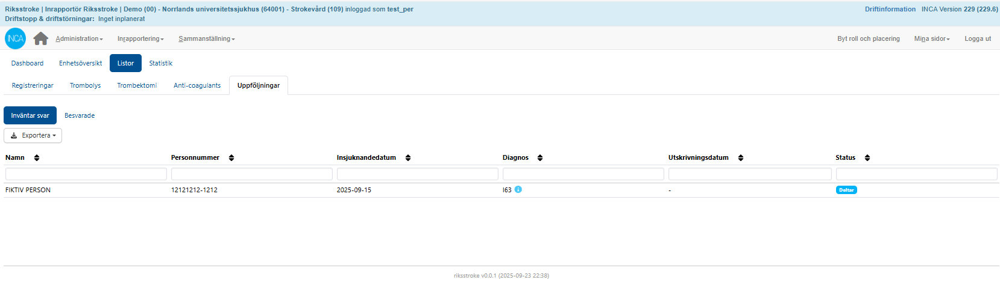 Riksstroke | Inrapportör Riksstroke | Demo (00) - Norrlands universitetssjukhus (64001) - Strokevård (109) inloggad som test_per
Driftinformation INCA Version 229 (229.6)
Driftstopp & driftstörningar: Inget inplanerat
INCA Administration Inrapportering Sammanställning Byt roll och placering Mina sidor Logga ut
Dashboard Enhetsöversikt Listor Statistik
Registreringar Trombolys Trombektomi Anti-coagulants Uppföljningar
Inväntar svar Besvarade
Exportera
Namn Personnummer Insjuknandedatum Diagnos Utskrivningsdatum Status
FIKTIV PERSON 12121212-1212 2025-09-15 I63 - Deltar
riksstroke v0.0.1 (2025-09-23 22:38)